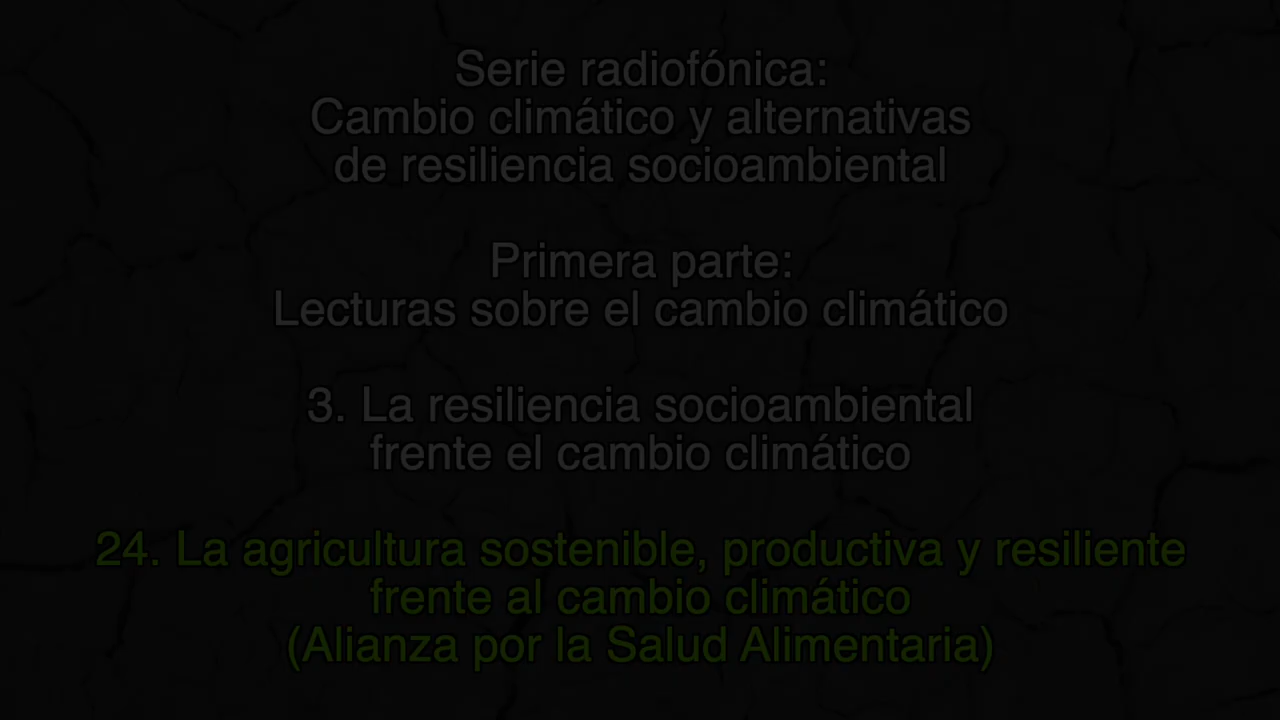 Serie radiofónica:
Cambio climático y alternativas
de resiliencia socioambiental
Primera parte:
Lecturas sobre el cambio climático
3. La resiliencia socioambiental
frente el cambio climático
24. La agricultura sostenible, productiva y resiliente
frente al cambio climático
(Alianza por la Salud Alimentaria)